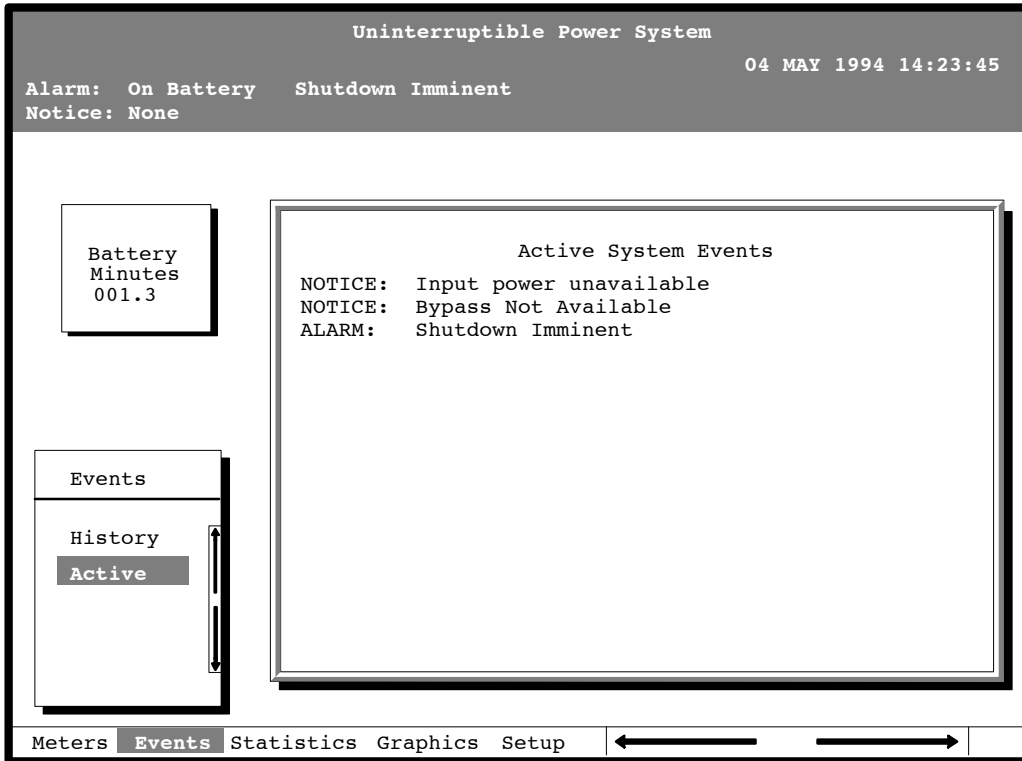 Uninterruptible Power System
04 MAY 1994 14:23:45
Alarm: On Battery Shutdown Imminent
Notice: None
Battery
Minutes
001.3
Active System Events
NOTICE: Input power unavailable
NOTICE: Bypass Not Available
ALARM: Shutdown Imminent
Events
History
Active
Meters Events Statistics Graphics Setup